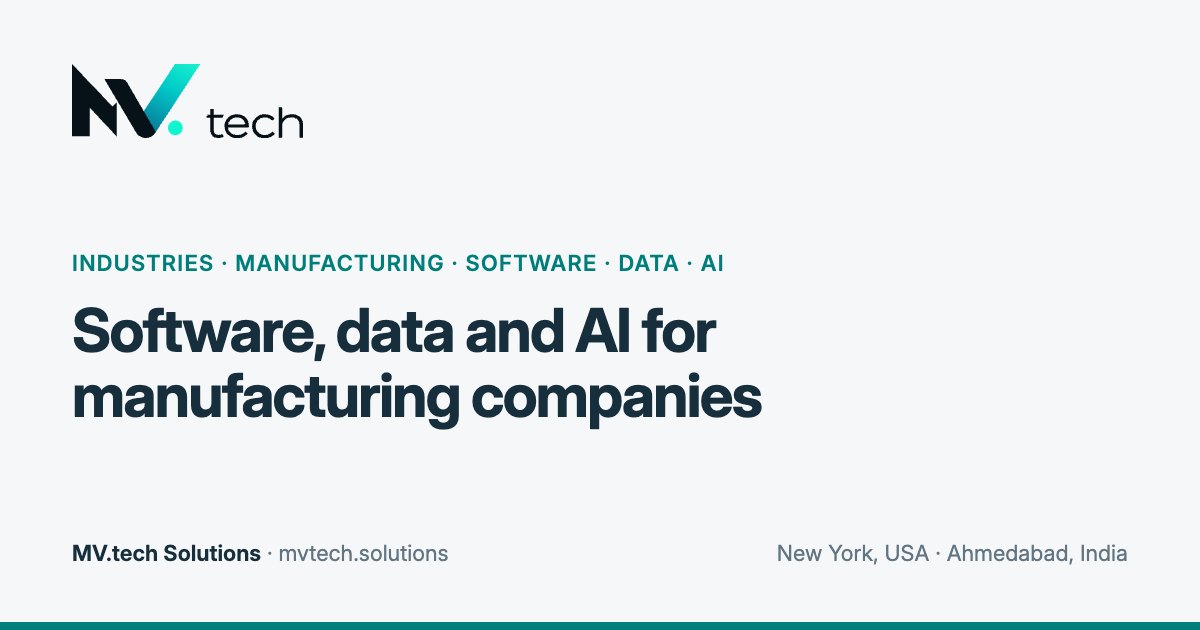 MV. tech
INDUSTRIES · MANUFACTURING · SOFTWARE · DATA · AI
Software, data and AI for
manufacturing companies
MV.tech Solutions · mvtech.solutions
New York, USA · Ahmedabad, India